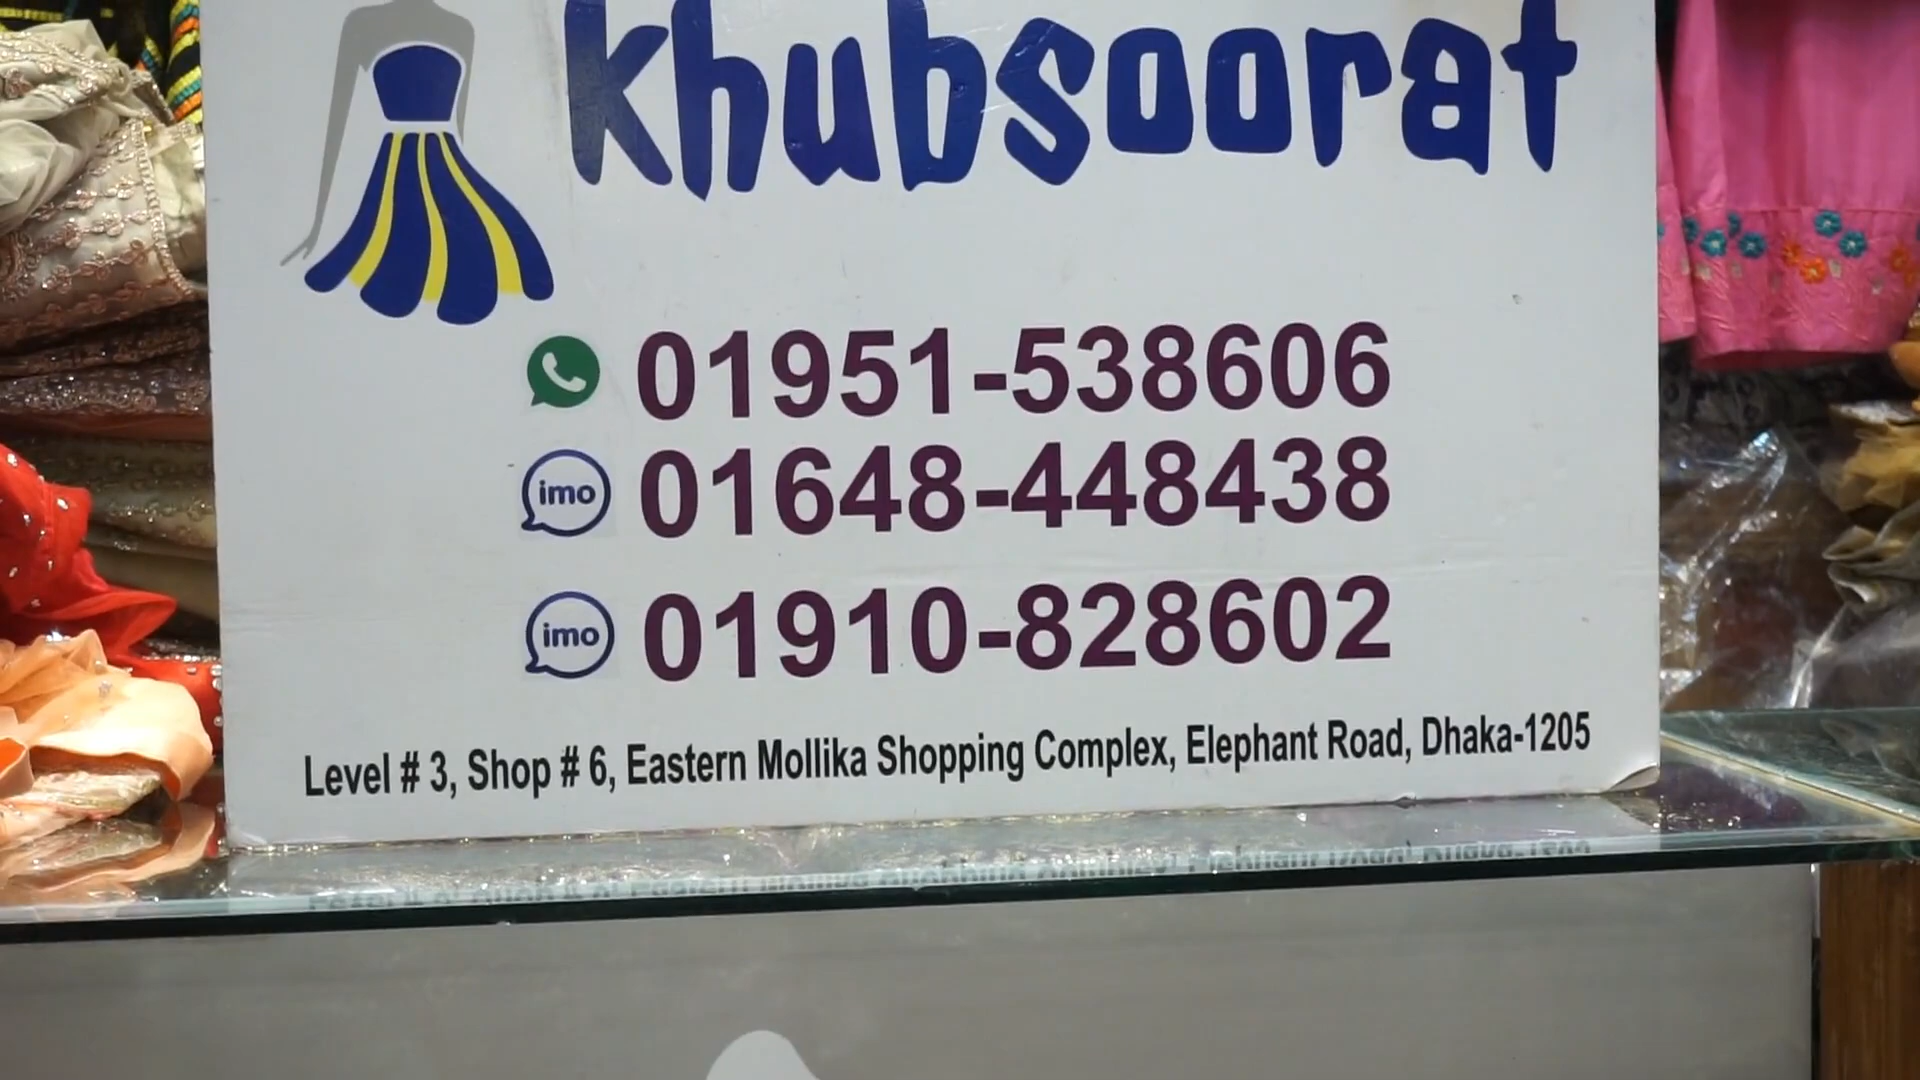 khubsoorat
01951-538606
imo 01648-448438
imo 01910-828602
Level # 3, Shop # 6, Eastern Mollika Shopping Complex, Elephant Road, Dhaka-1205